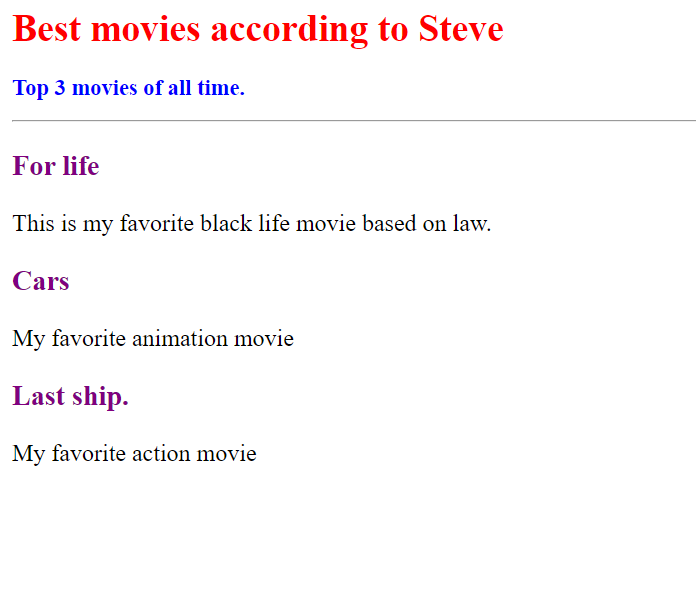 Best movies according to Steve
Top 3 movies of all time.
For life
This is my favorite black life movie based on law.
Cars
My favorite animation movie
Last ship.
My favorite action movie